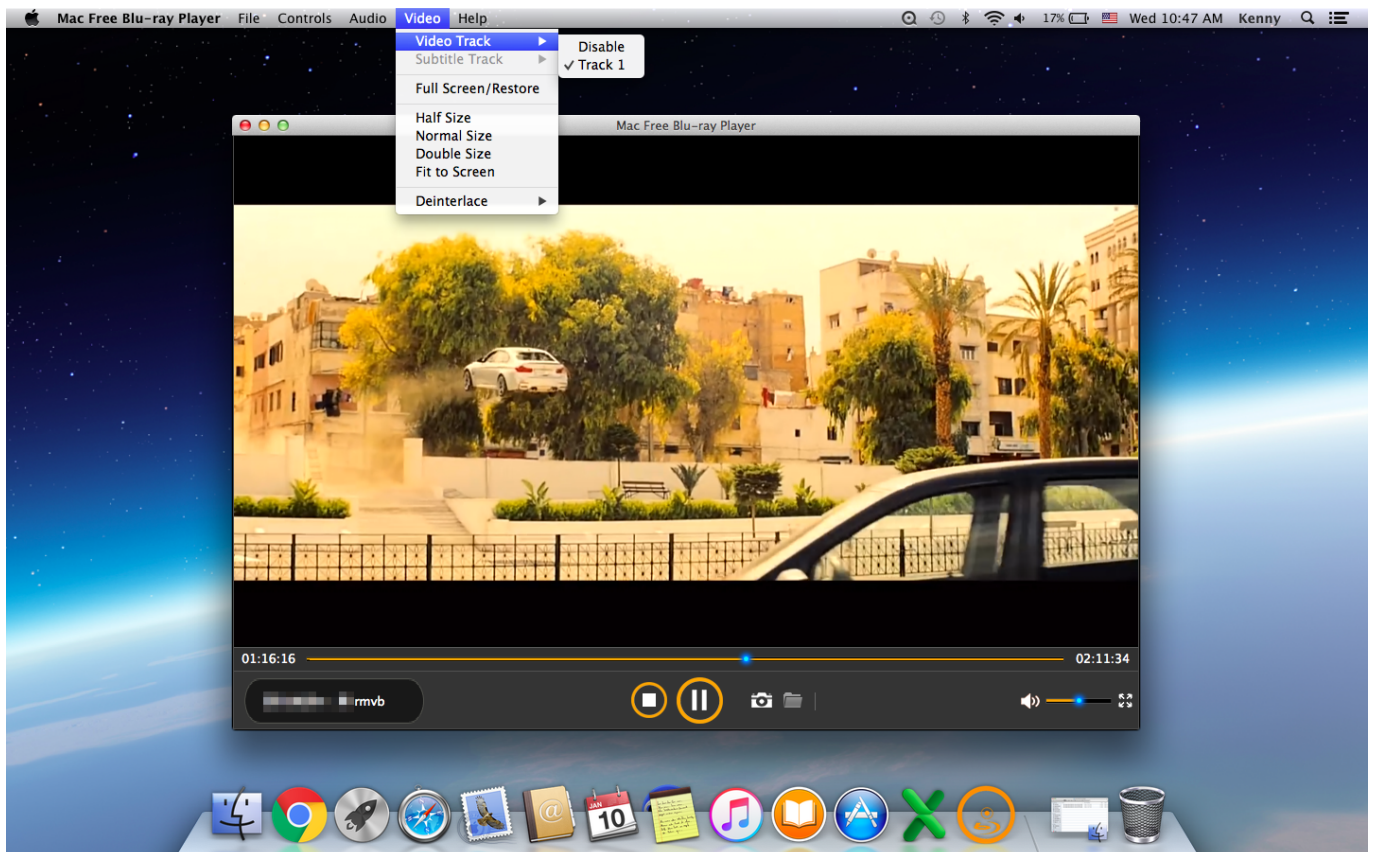 Mac Free Blu-ray Player File Controls Audio Video Help 17% Wed 10:47 AM Kenny
Video Track
Disable
Subtitle Track
Track 1
Full Screen/Restore
Half Size
Normal Size
Double Size
Fit to Screen
Deinterlace
Mac Free Blu-ray Player
01:16:16
02:11:34
rmvb
JAN
10